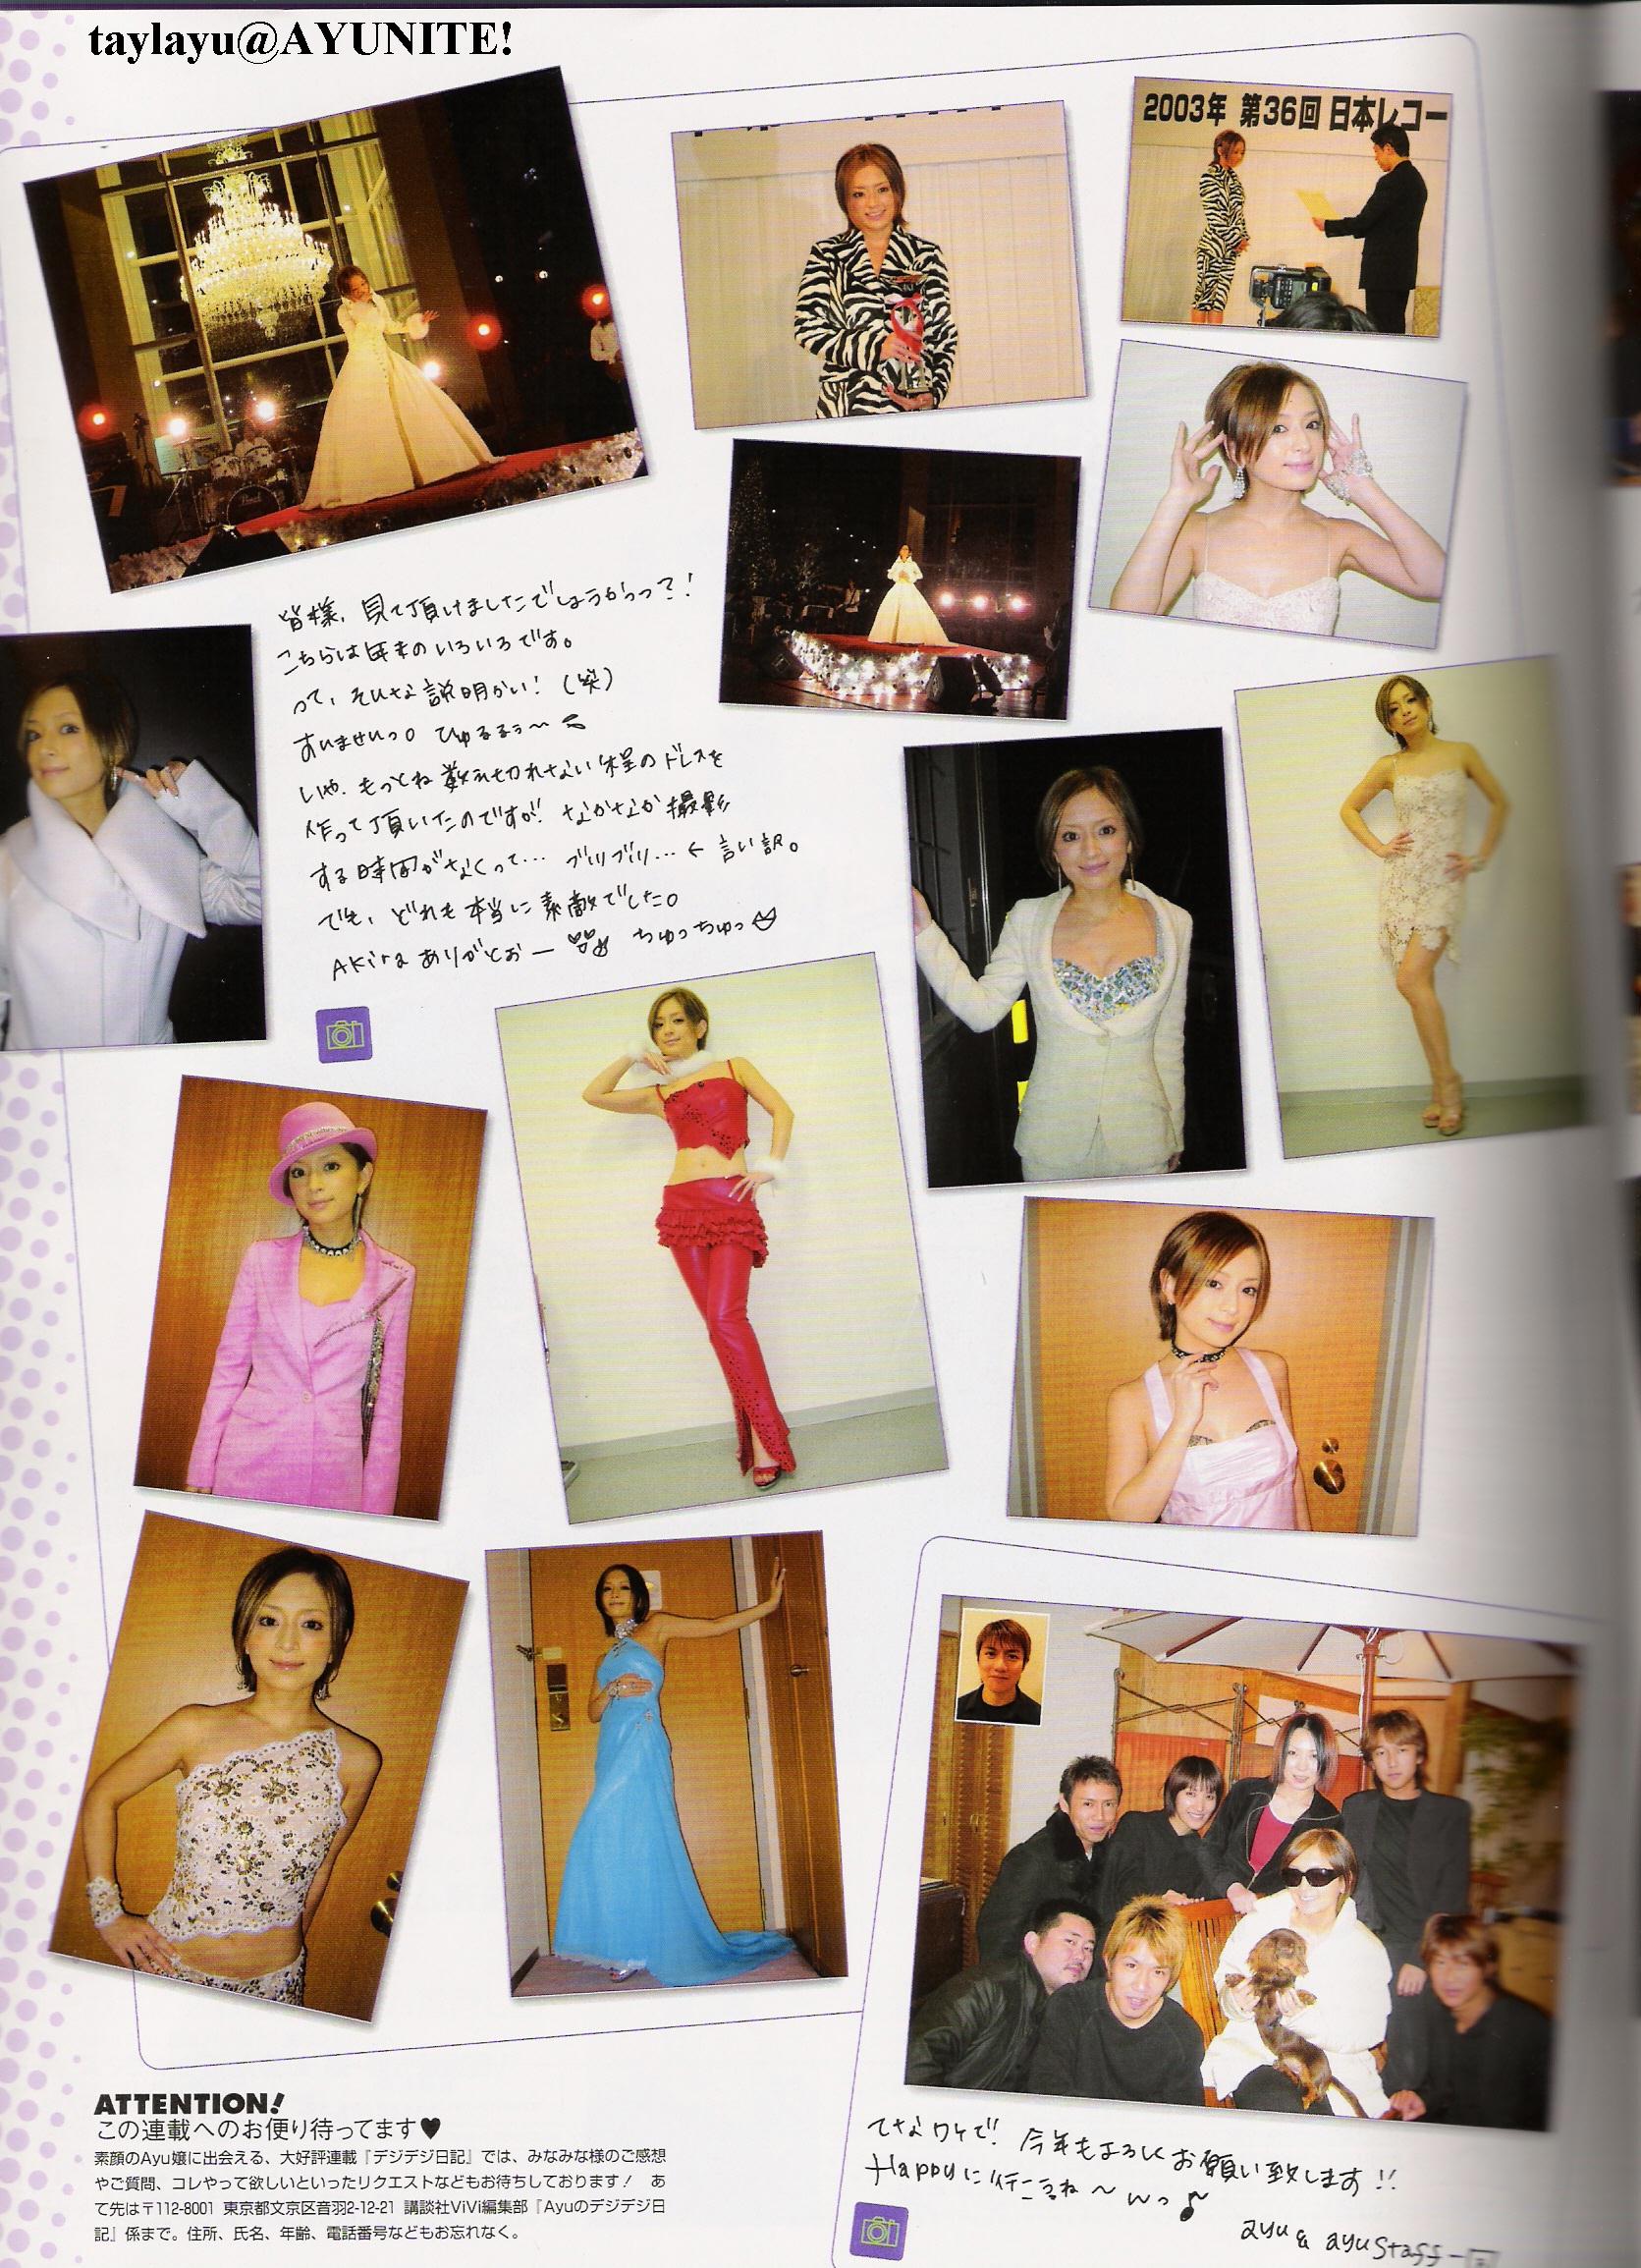 taylayu@AYUNITE!
2003年 第36回 日本レコー
皆様、見て頂けましたでしょうかっ？！
こちらは年末のいろいろです。
って、そんな説明かい！（笑）
すいませんっ。ひゅるるぅ〜
いや、もっとね数え切れない程のドレスを
作って頂いたのですが！なかなか撮影
する時間がなくって… ブリブリ…← 言い訳。
でも、どれも本当に素敵でした。
Akiraありがとおー ちゅっちゅっ
ATTENTION!
この連載へのお便り待ってます♥
素顔のAyu嬢に出会える、大好評連載『デジデジ日記』では、みなみな様のご感想
やご質問、コレやって欲しいといったリクエストなどもお待ちしております！ あ
て先は〒112-8001 東京都文京区音羽2-12-21 講談社ViVi編集部『Ayuのデジデジ日
記』係まで。住所、氏名、年齢、電話番号などもお忘れなく。
てなワケで！今年もよろしくお願い致します!!
Happyに行こうね〜んっ♪
ayu & ayu staff一同